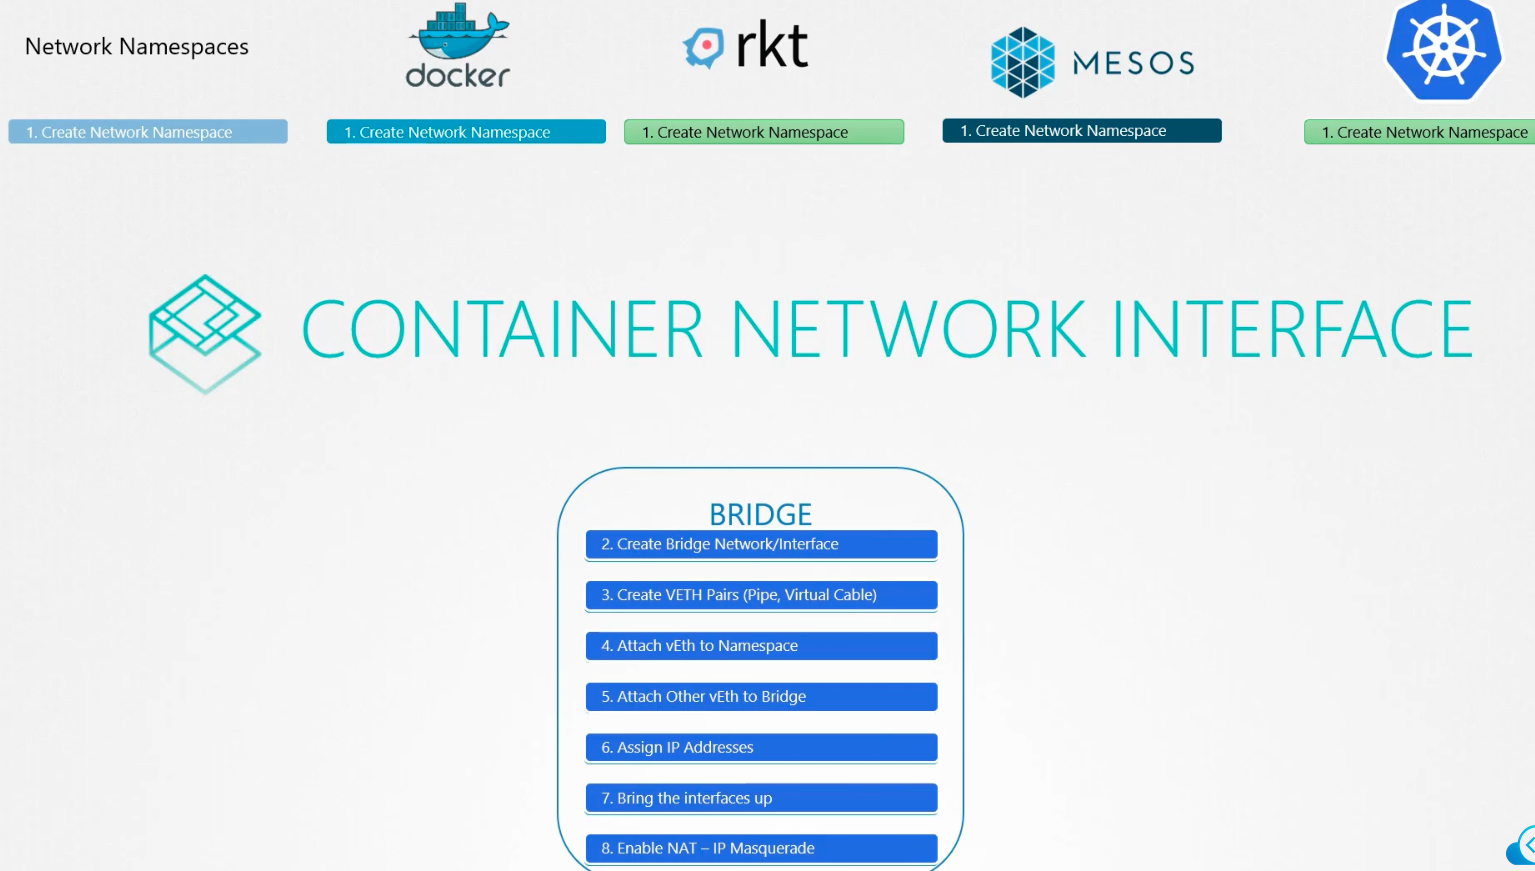 Network Namespaces
docker
rkt
MESOS
1. Create Network Namespace
1. Create Network Namespace
1. Create Network Namespace
1. Create Network Namespace
1. Create Network Namespace
CONTAINER NETWORK INTERFACE
BRIDGE
2. Create Bridge Network/Interface
3. Create VETH Pairs (Pipe, Virtual Cable)
4. Attach vEth to Namespace
5. Attach Other vEth to Bridge
6. Assign IP Addresses
7. Bring the interfaces up
8. Enable NAT – IP Masquerade